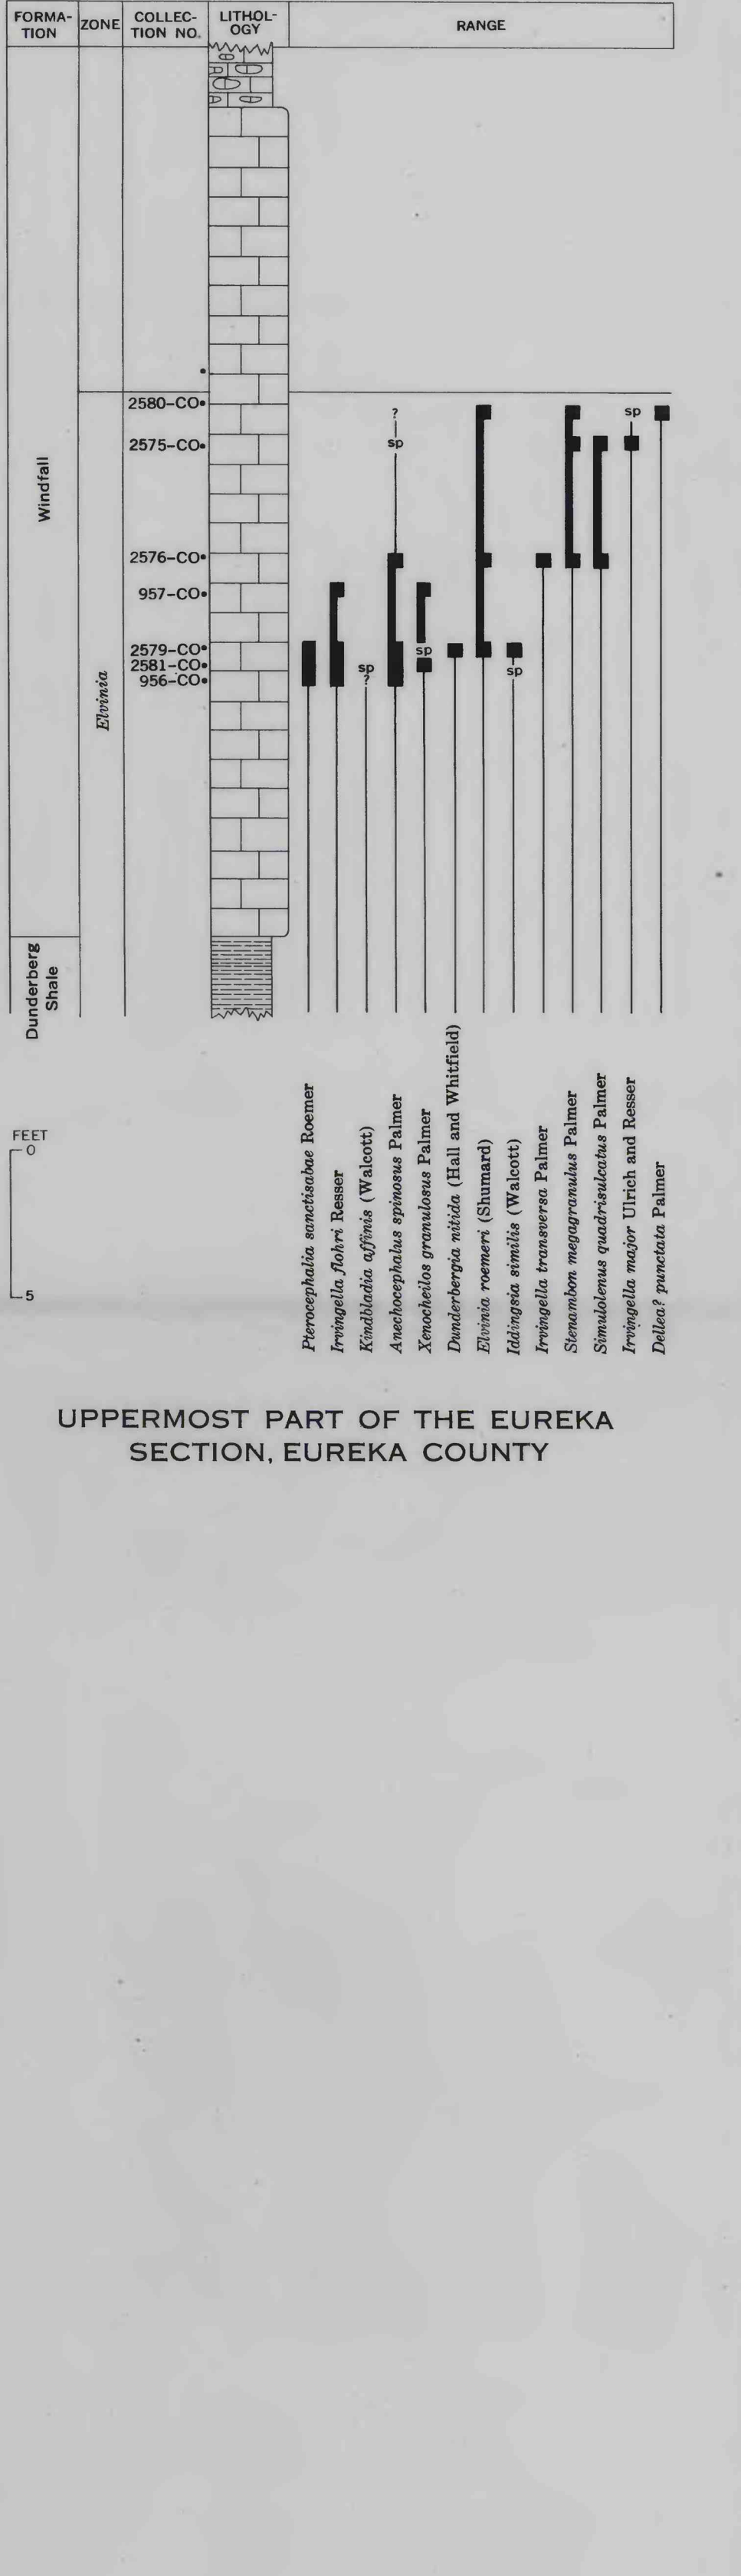 FORMA-
TION
ZONE
COLLEC-
TION NO.
LITHOL-
OGY
RANGE
Windfall
Elvinia
Dunderberg
Shale
2580-CO
2575-CO
2576-CO
957-CO
2579-CO
2581-CO
956-CO
?
sp
sp
?
sp
sp
sp
Pterocephalia sanctisabae Roemer
Irvingella flohri Resser
Kindbladia affinis (Walcott)
Anechocephalus spinosus Palmer
Xenocheilos granulosus Palmer
Dunderbergia nitida (Hall and Whitfield)
Elvinia roemeri (Shumard)
Iddingsia similis (Walcott)
Irvingella transversa Palmer
Stenambon megagranulus Palmer
Simulolenus quadrisulcatus Palmer
Irvingella major Ulrich and Resser
Dellea? punctata Palmer
FEET
0
5
UPPERMOST PART OF THE EUREKA
SECTION, EUREKA COUNTY